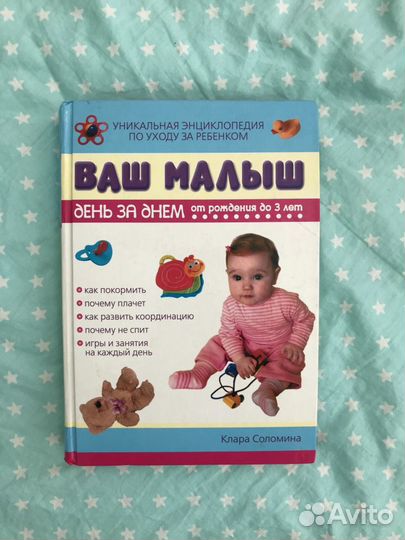 УНИКАЛЬНАЯ ЭНЦИКЛОПЕДИЯ
ПО УХОДУ ЗА РЕБЕНКОМ
ВАШ МАЛЫШ
ДЕНЬ ЗА ДНЕМ от рождения до 3 лет
как покормить
почему плачет
как развить координацию
почему не спит
игры и занятия
на каждый день
Клара Соломина
Avito